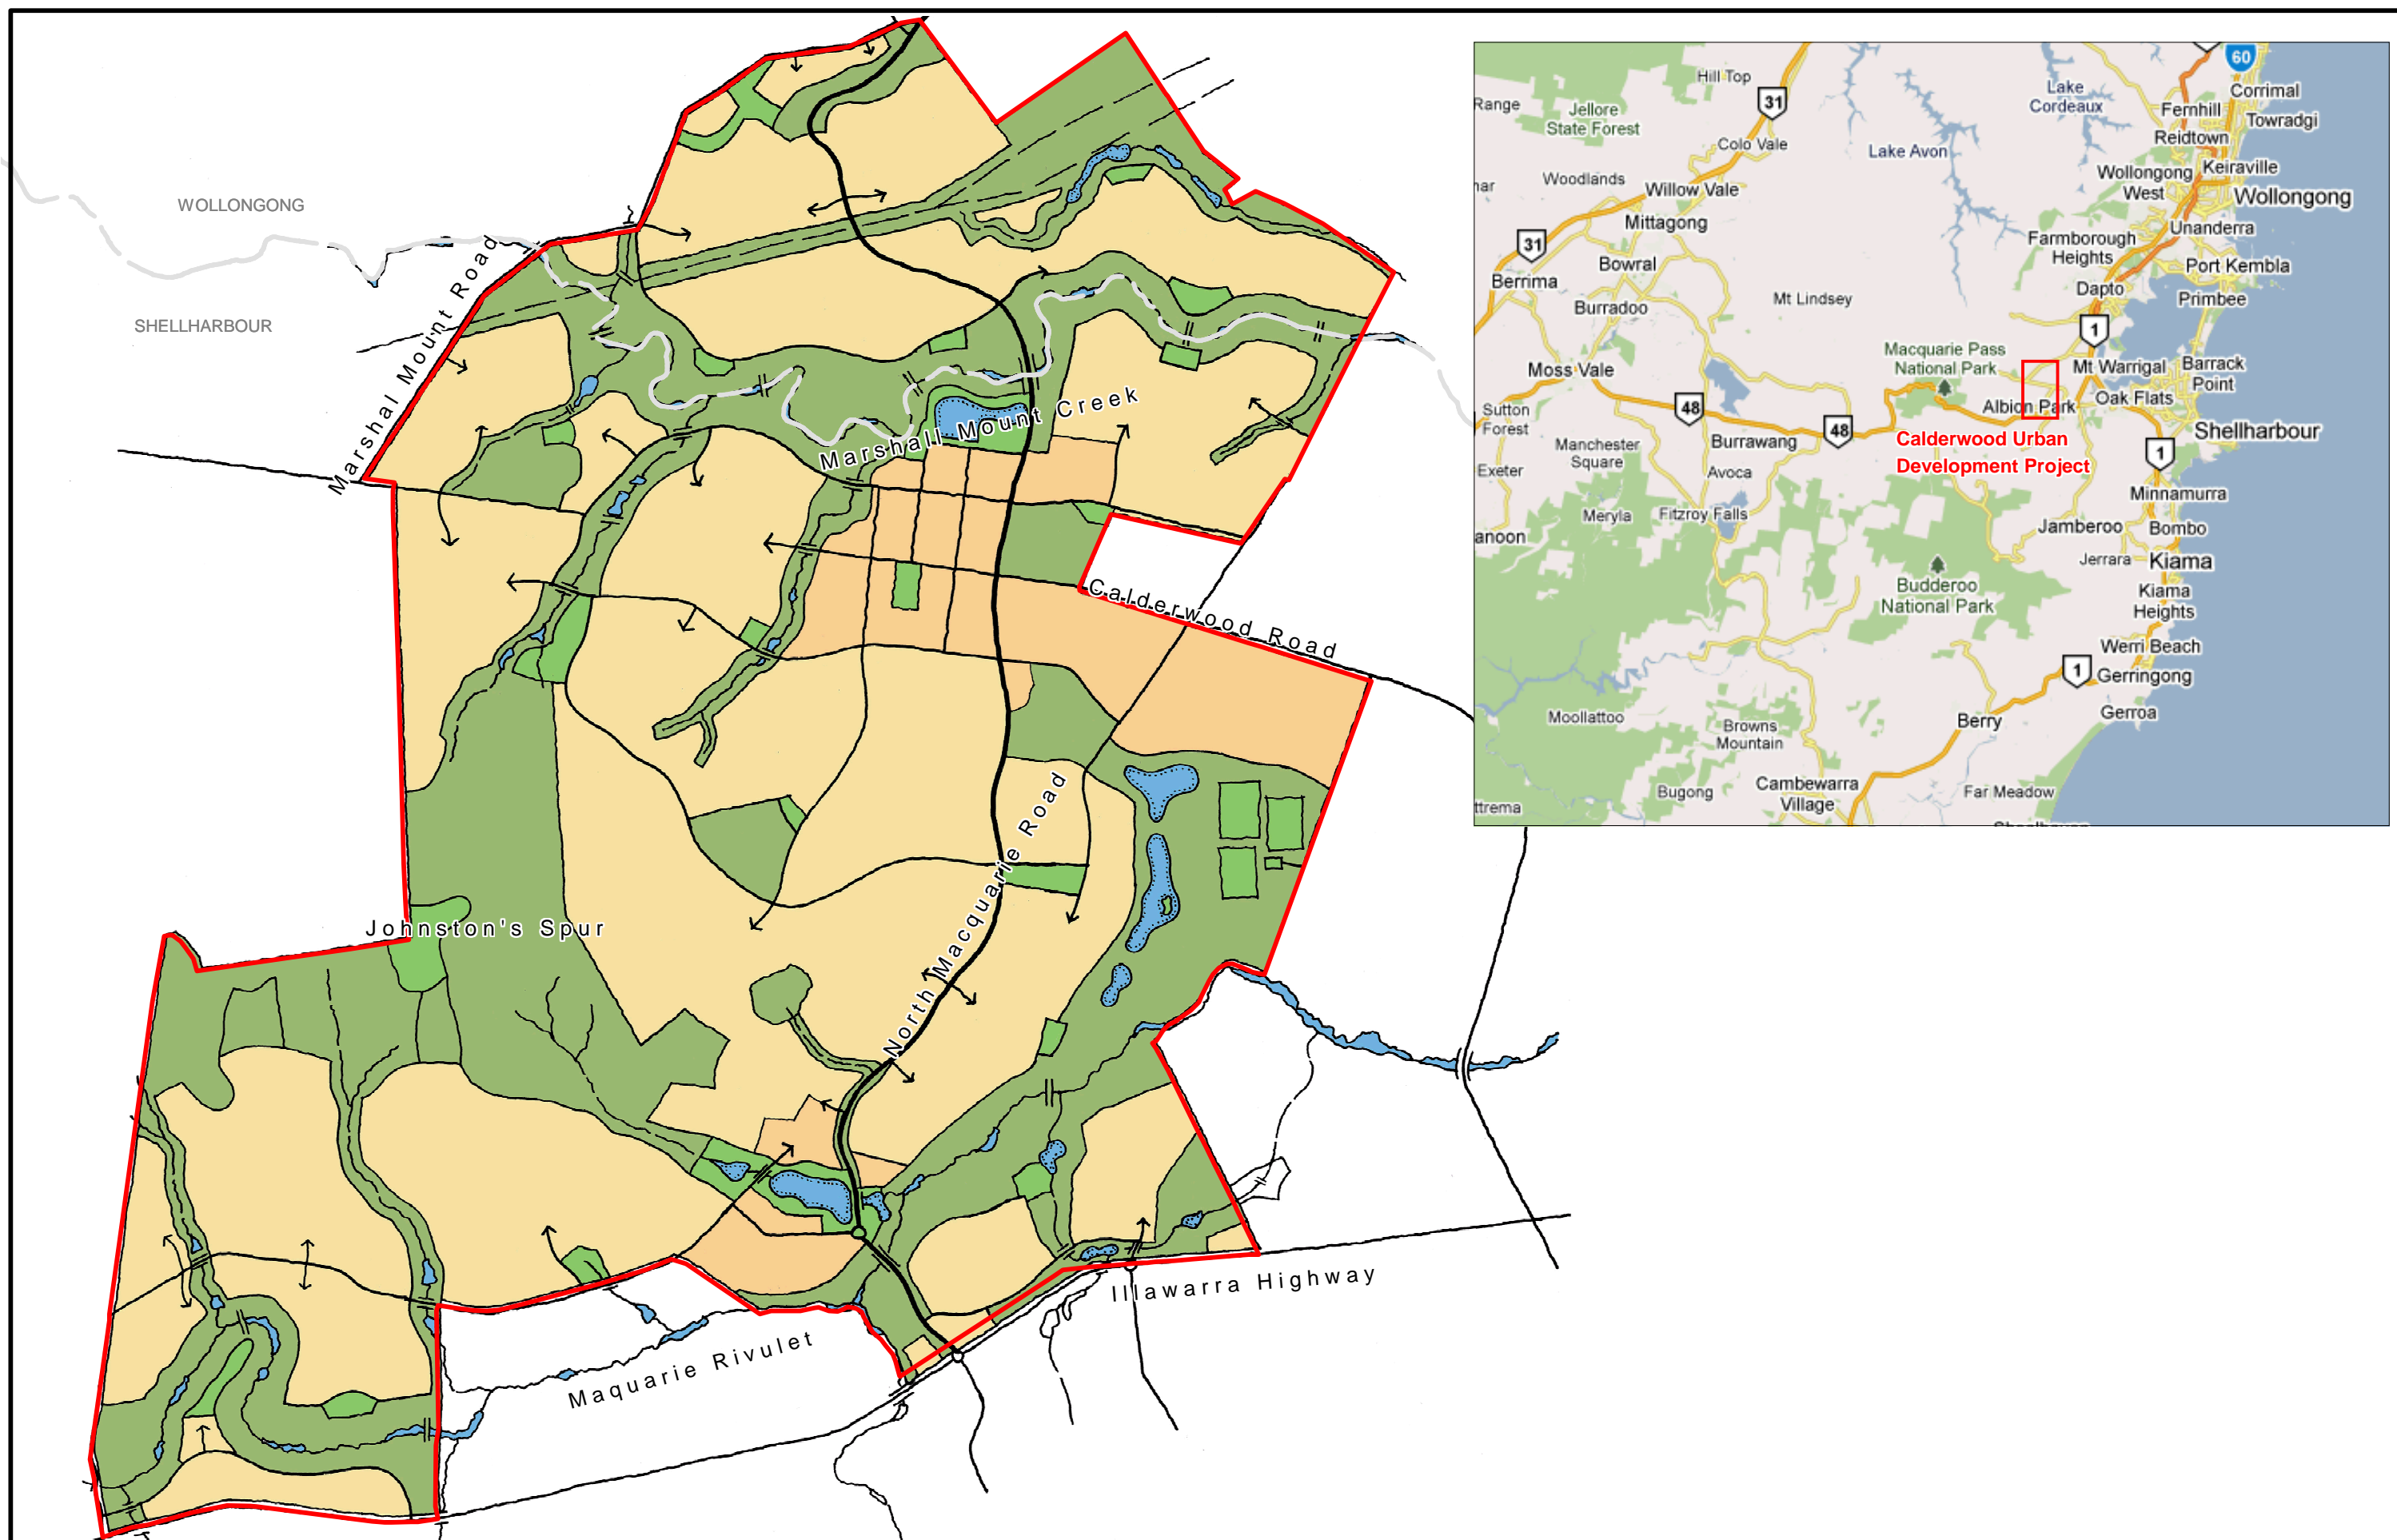 WOLLONGONG
SHELLHARBOUR
Marshal Mount Road
Marshall Mount Creek
Calderwood Road
North Macquarie Road
Johnston's Spur
Illawarra Highway
Maquarie Rivulet
60
Hill Top
Corrimal
Range
Jellore
State Forest
31
Lake
Cordeaux
Fernhill
Towradgi
Reidtown
Colo Vale
Lake Avon
Keiraville
Wollongong
West
Woodlands
Willow Vale
Wollongong
Mittagong
Unanderra
31
Farmborough
Heights
Bowral
Port Kembla
Berrima
Dapto
Primbee
Mt Lindsey
Burradoo
1
Macquarie Pass
National Park
Moss Vale
Mt Warrigal
Barrack
Point
48
Sutton
Forest
Albion Park
Oak Flats
Calderwood Urban
Development Project
Shellharbour
48
Burrawang
Manchester
Square
1
Exeter
Avoca
Minnamurra
Meryla
Fitzroy Falls
Jamberoo
Bombo
anoon
Jerrara
Kiama
Budderoo
National Park
Kiama
Heights
Werri Beach
1
Gerringong
Moollattoo
Berry
Gerroa
Browns
Mountain
Cambewarra
Village
Bugong
Far Meadow
ttrema